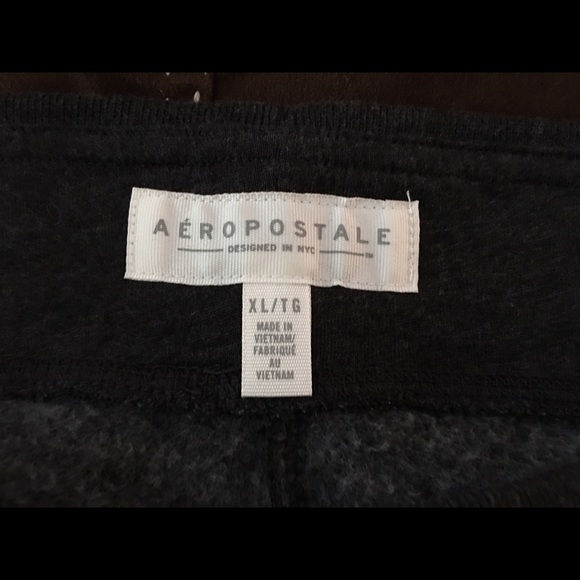 AÉROPOSTALE
DESIGNED IN NYC
TM
XL/TG
MADE IN
VIETNAM/
FABRIQUÉ
AU
VIETNAM